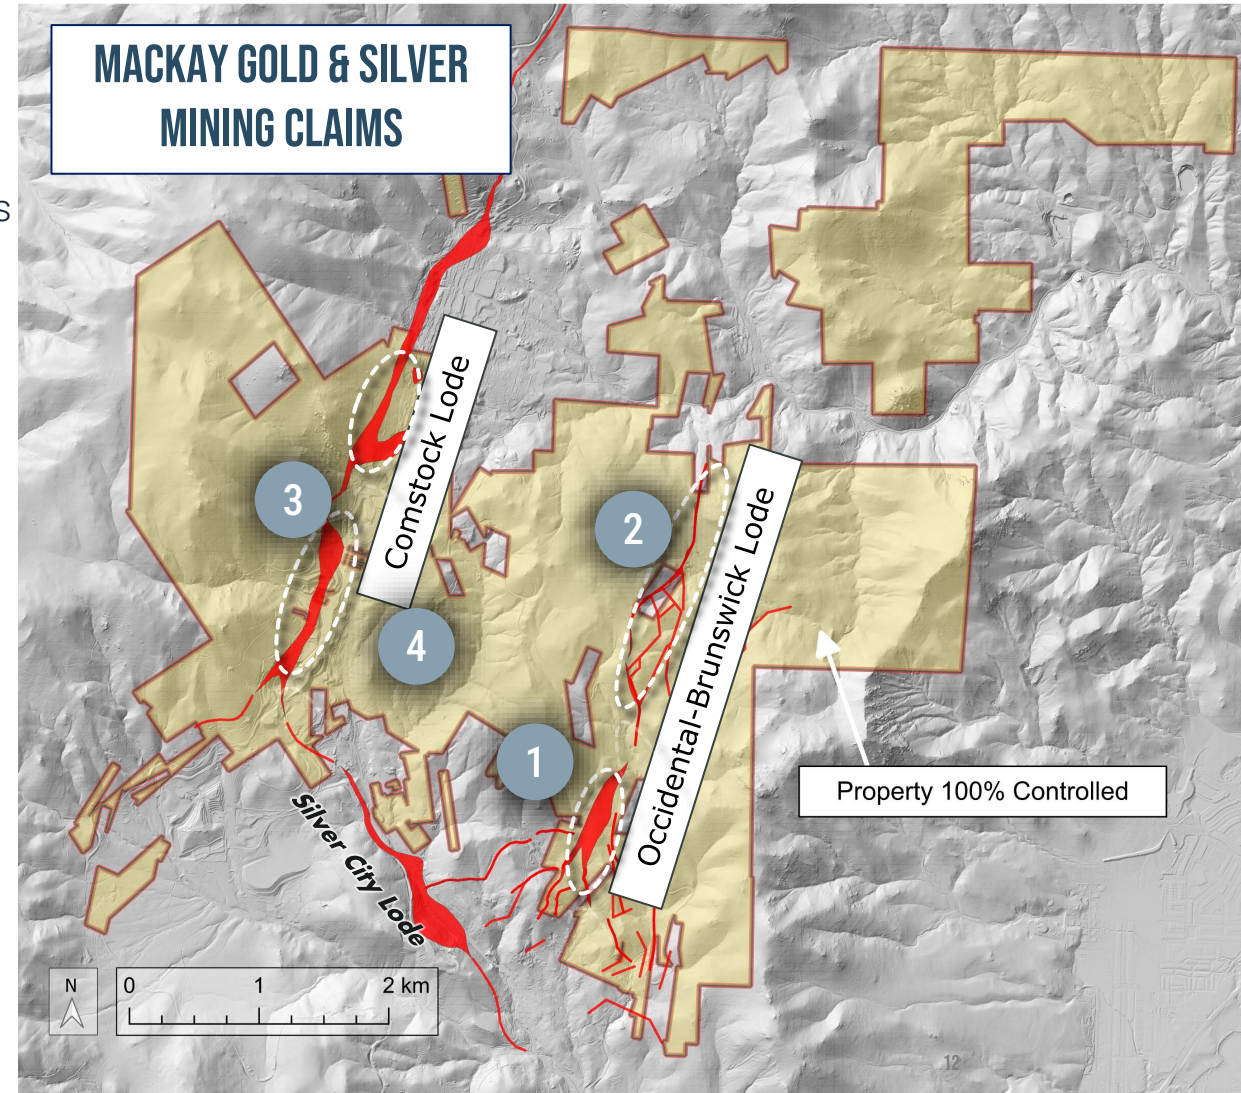 MACKAY GOLD & SILVER
MINING CLAIMS
S
Comstock Lode
3
2
4
Occidental-Brunswick Lode
1
Property 100% Controlled
Silver City Lode
N
0 1 2 km
12